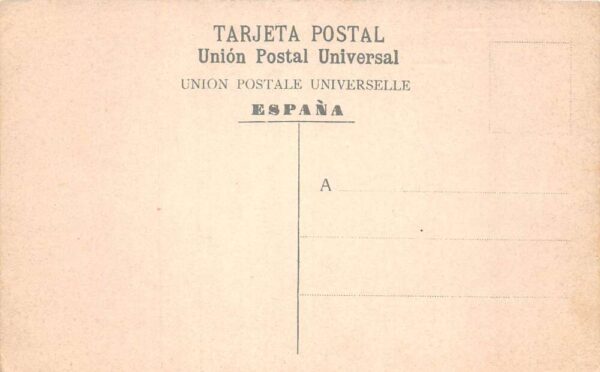 TARJETA POSTAL
Unión Postal Universal
UNION POSTALE UNIVERSELLE
ESPAÑA
A